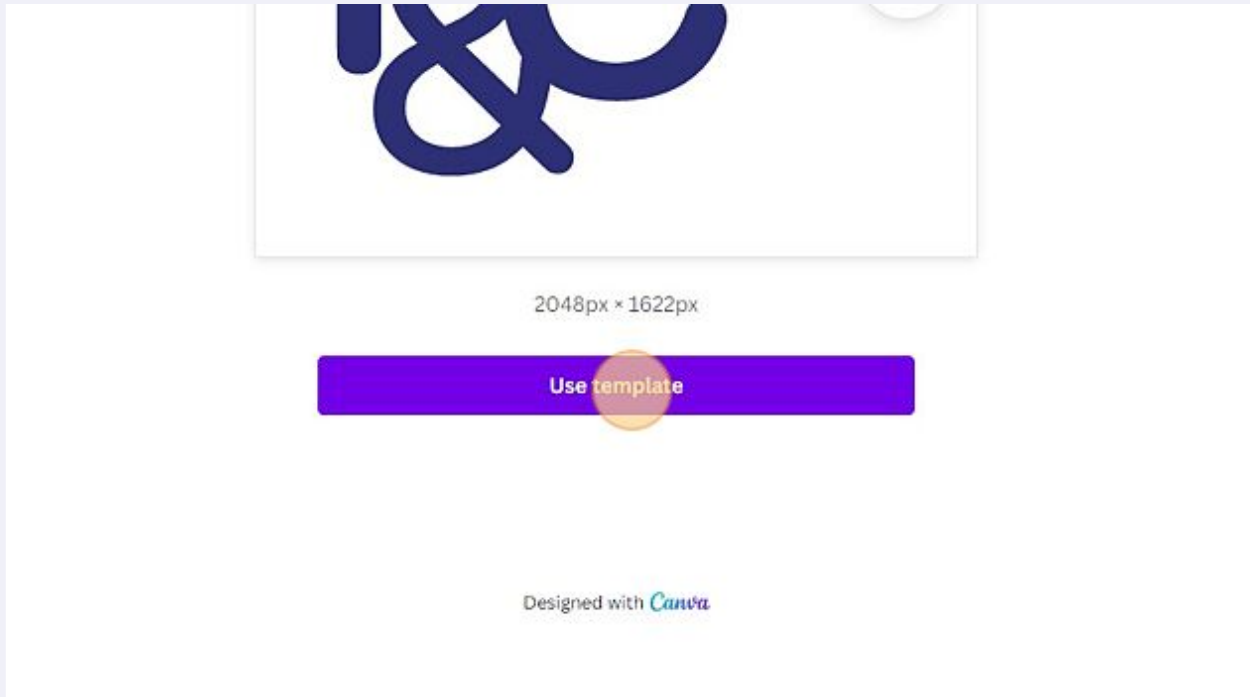 &
2048px × 1622px
Use template
Designed with Canva